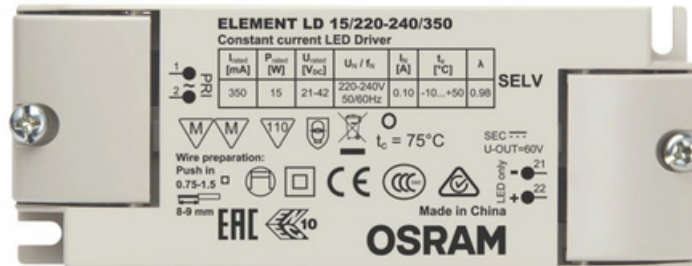 ELEMENT LD 15/220-240/350
Constant current LED Driver
Irated [mA] Prated [W] Urated [VDC] UN / fN IN [A] ta [°C] λ
350 15 21-42 220-240V 50/60Hz 0.10 -10...+50 0.98
SELV
1
2 ~
PRI
M M 110
tc = 75°C
SEC
U-OUT=60V
Wire preparation:
Push in
0.75-1.5
8-9 mm
CE CCC
LED only
- 21
+ 22
Made in China
EAC 10
OSRAM